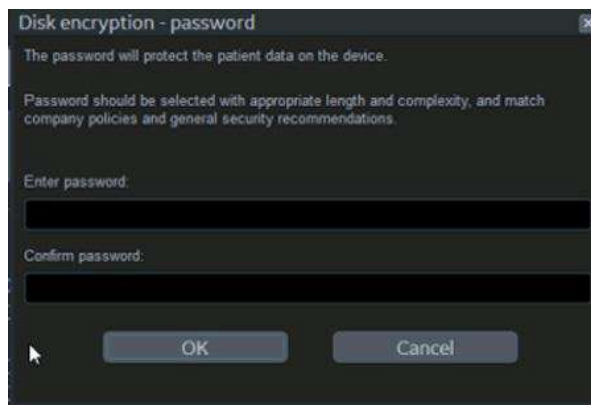 Disk encryption - password
The password will protect the patient data on the device.
Password should be selected with appropriate length and complexity, and match
company policies and general security recommendations.
Enter password:
Confirm password:
OK
Cancel